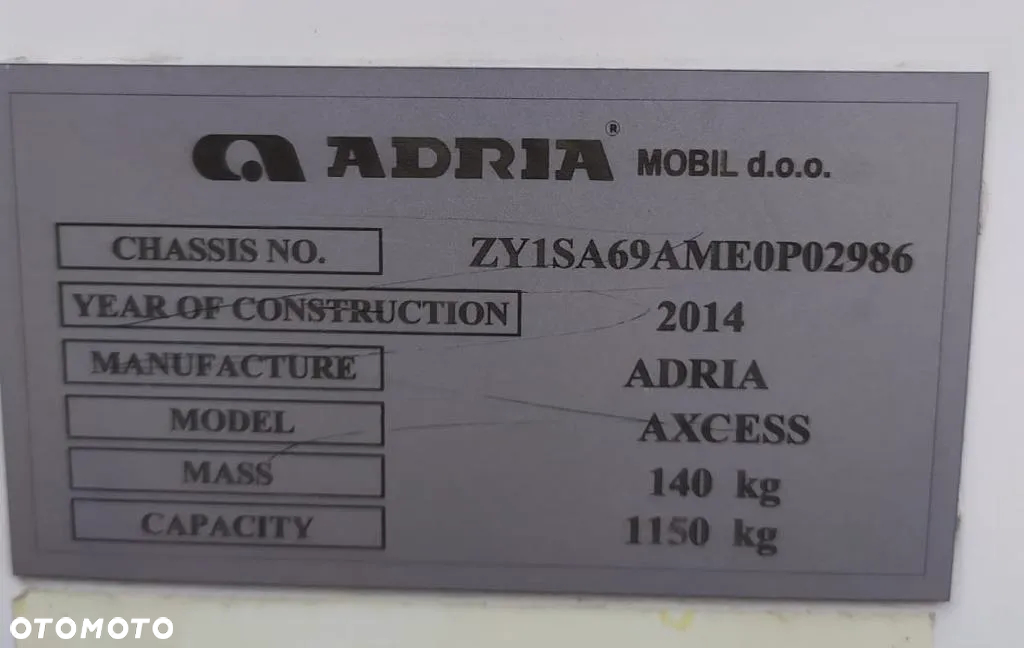 ADRIA® MOBIL d.o.o.
CHASSIS NO. ZY1SA69AME0P02986
YEAR OF CONSTRUCTION 2014
MANUFACTURE ADRIA
MODEL AXCESS
MASS 140 kg
CAPACITY 1150 kg
OTOMOTO